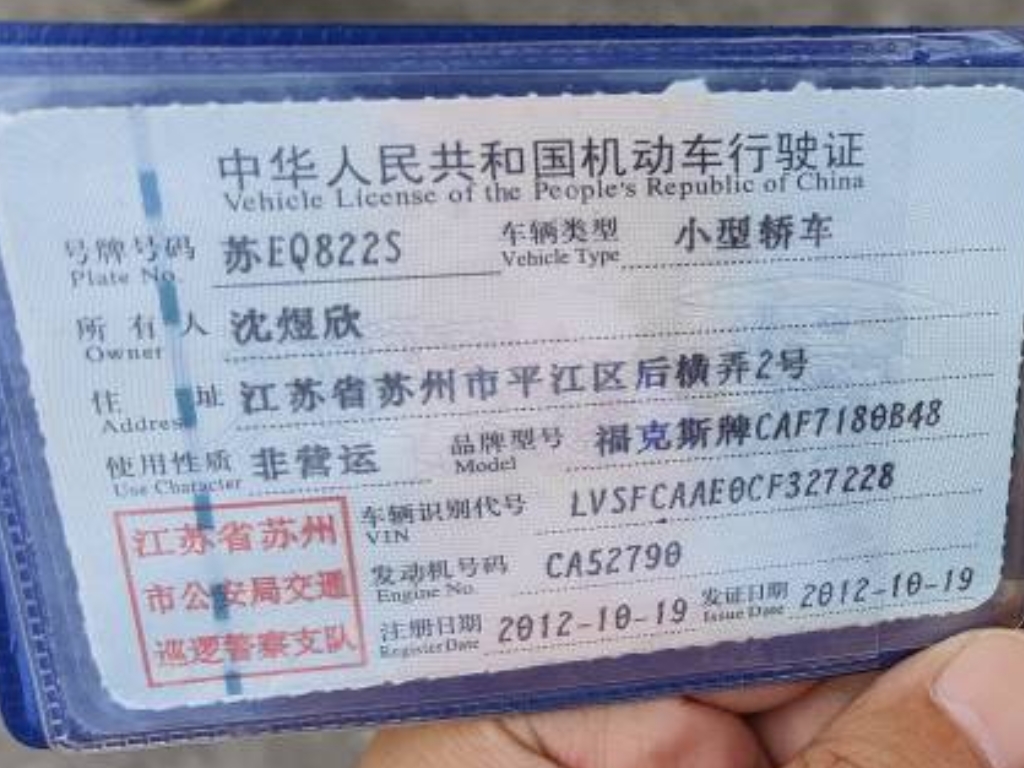 中华人民共和国机动车行驶证
Vehicle License of the People's Republic of China
号牌号码 苏EQ822S 车辆类型 小型轿车
Plate No. Vehicle Type
所有人 沈煜欣
Owner
住址 江苏省苏州市平江区后横弄2号
Address
使用性质 非营运 品牌型号 福克斯牌CAF7180B48
Use Character Model
车辆识别代号 LVSFCAAE0CF327228
VIN
发动机号码 CA52790
Engine No.
注册日期 2012-10-19 发证日期 2012-10-19
Register Date Issue Date
江苏省苏州
市公安局交通
巡逻警察支队